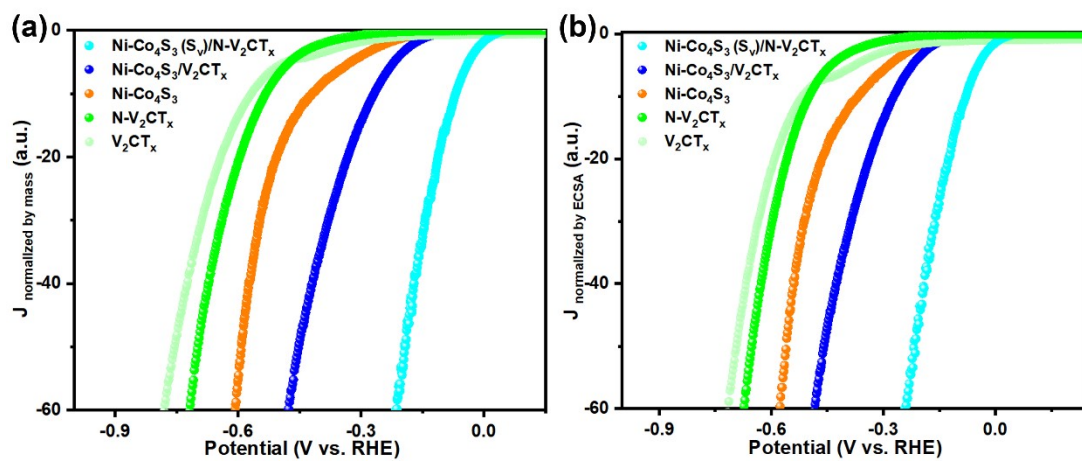 (a)
0
-20
-40
-60
J normalized by mass (a.u.)
Ni-Co₄S₃ (Sᵥ)/N-V₂CTₓ
Ni-Co₄S₃/V₂CTₓ
Ni-Co₄S₃
N-V₂CTₓ
V₂CTₓ
-0.9 -0.6 -0.3 0.0
Potential (V vs. RHE)
(b)
0
-20
-40
-60
J normalized by ECSA (a.u.)
Ni-Co₄S₃ (Sᵥ)/N-V₂CTₓ
Ni-Co₄S₃/V₂CTₓ
Ni-Co₄S₃
N-V₂CTₓ
V₂CTₓ
-0.9 -0.6 -0.3 0.0
Potential (V vs. RHE)